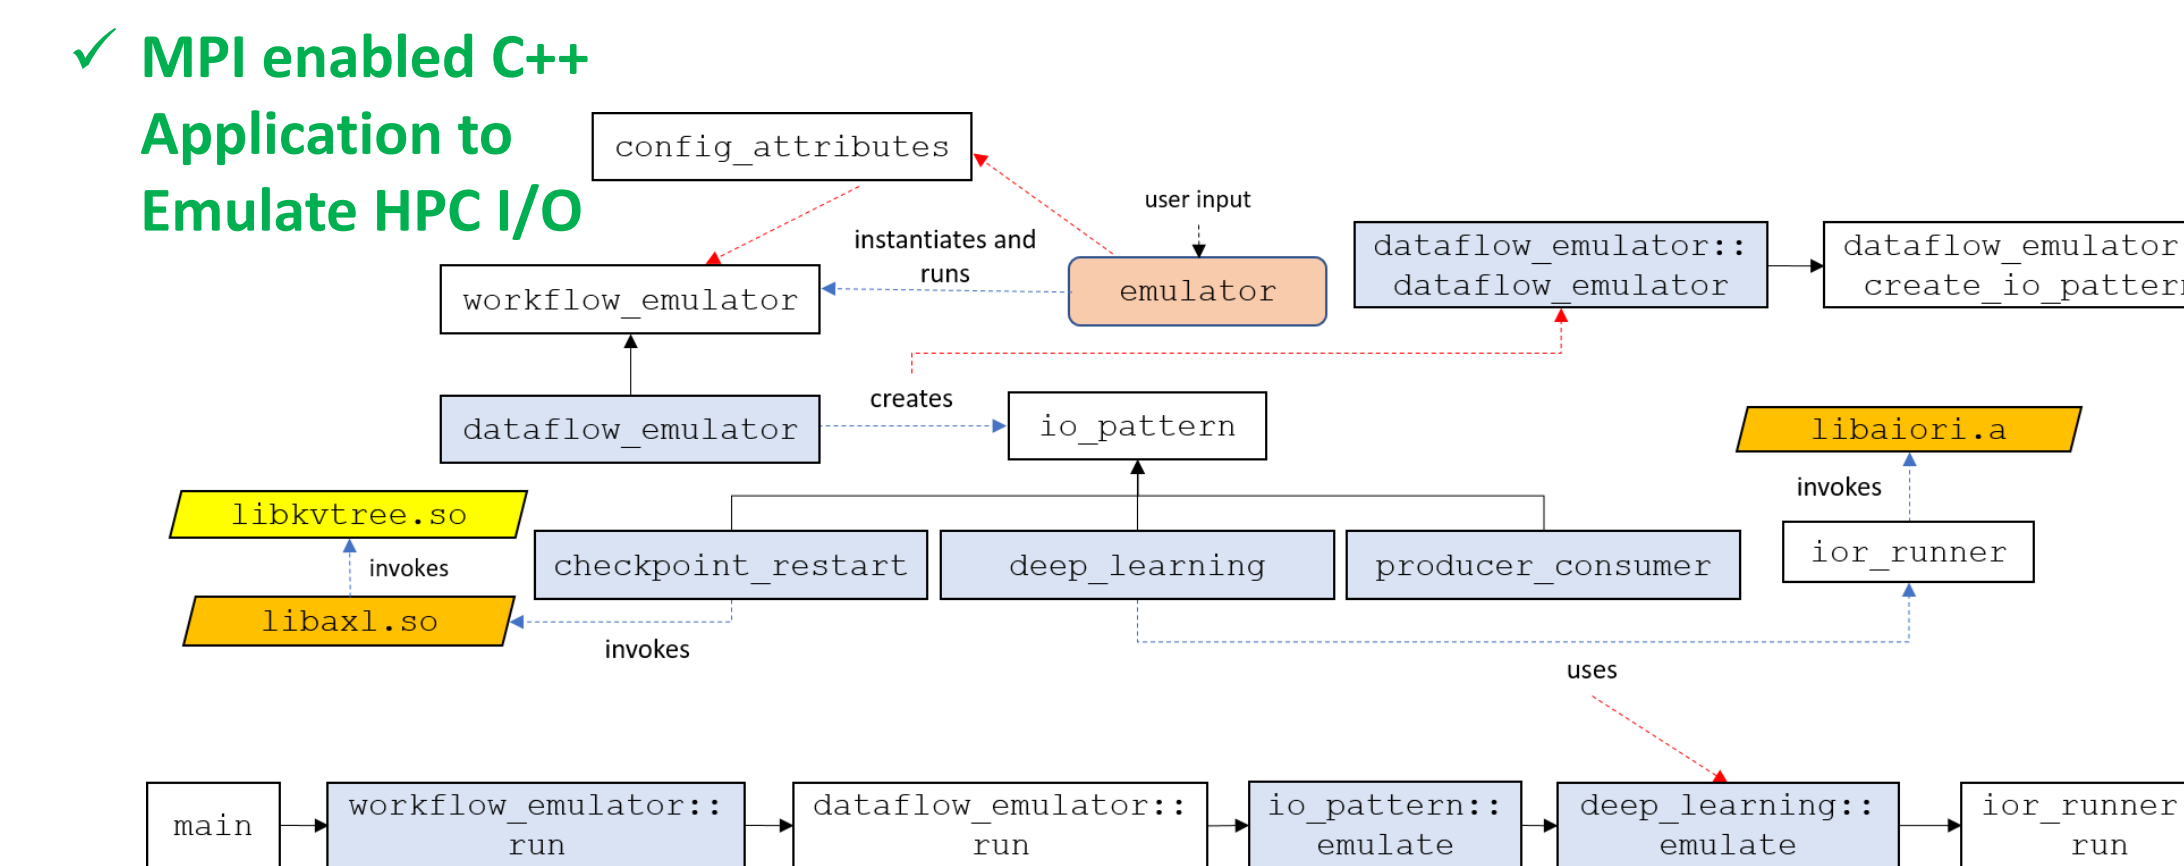 ✓ MPI enabled C++
Application to
Emulate HPC I/O
config_attributes
user input
instantiates and
runs
workflow_emulator
emulator
dataflow_emulator::
dataflow_emulator
dataflow_emulator
create_io_pattern
creates
dataflow_emulator
io_pattern
libaiori.a
invokes
libkvtree.so
invokes
checkpoint_restart
deep_learning
producer_consumer
ior_runner
libaxl.so
invokes
uses
main
workflow_emulator::
run
dataflow_emulator::
run
io_pattern::
emulate
deep_learning::
emulate
ior_runner
run